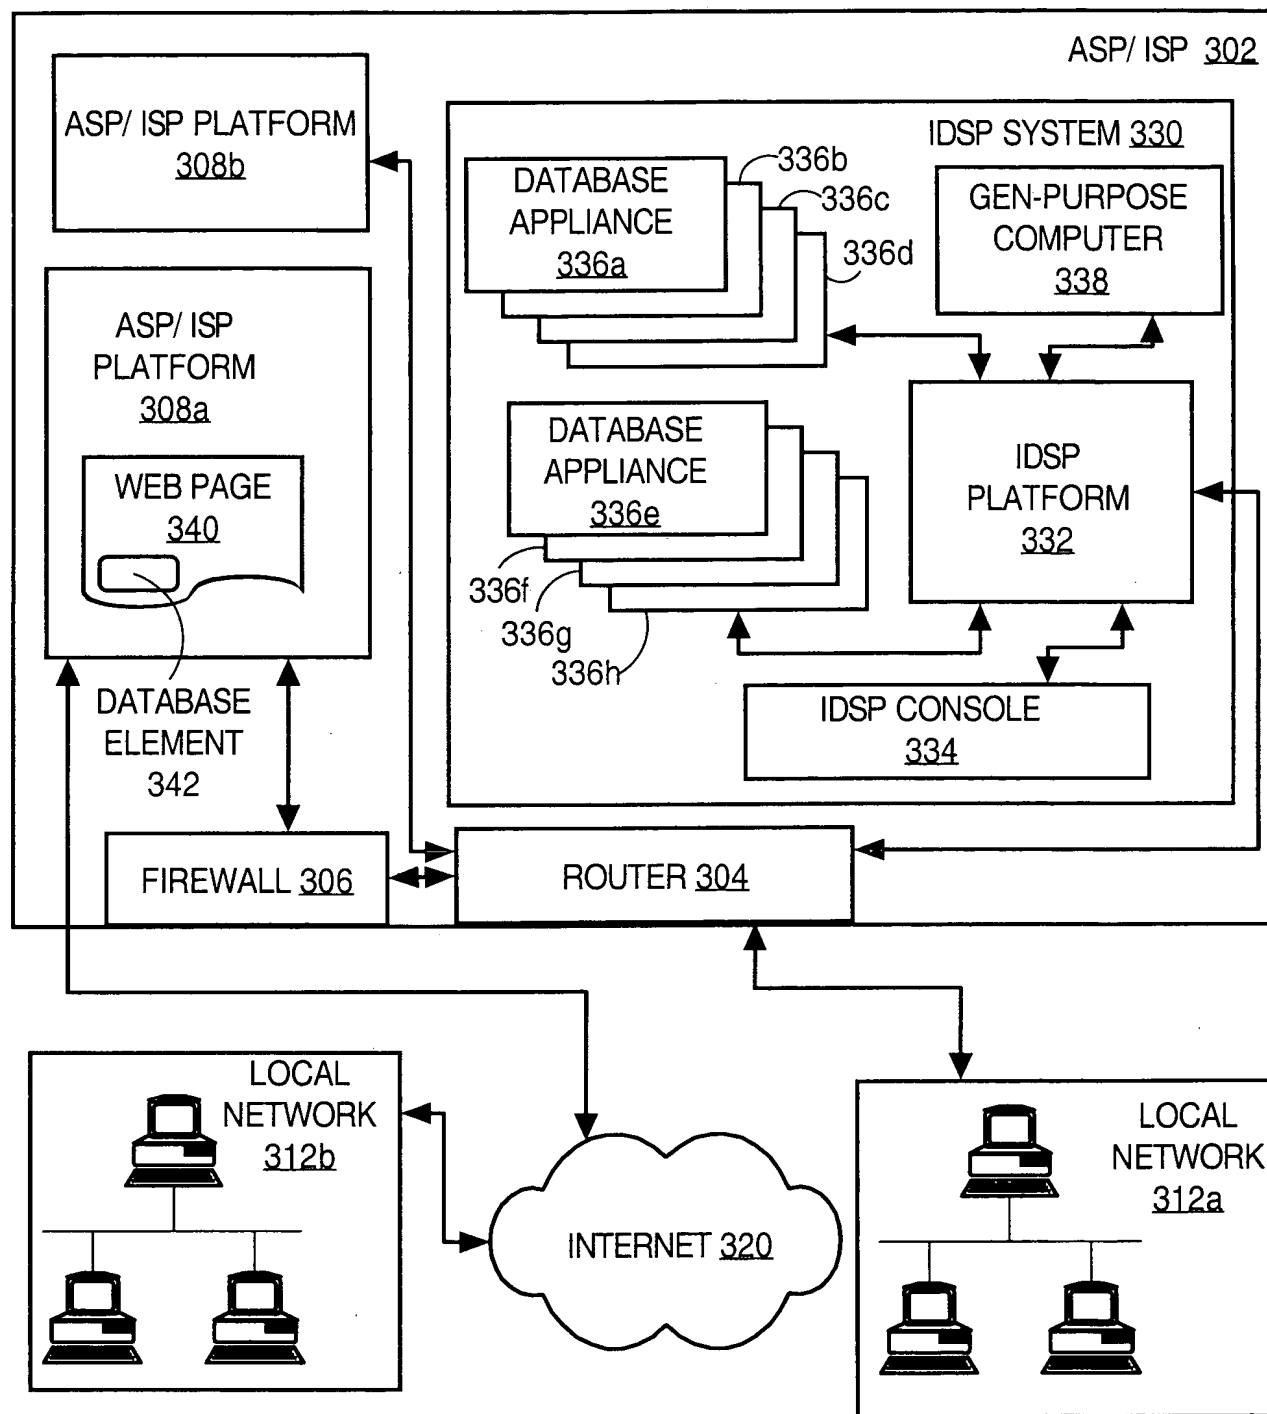 ASP/ ISP 302
ASP/ ISP PLATFORM
308b
IDSP SYSTEM 330
DATABASE
APPLIANCE
336a
336b
336c
336d
GEN-PURPOSE
COMPUTER
338
ASP/ ISP
PLATFORM
308a
WEB PAGE
340
DATABASE
APPLIANCE
336e
336f
336g
336h
IDSP
PLATFORM
332
DATABASE
ELEMENT
342
IDSP CONSOLE
334
FIREWALL 306
ROUTER 304
LOCAL
NETWORK
312b
INTERNET 320
LOCAL
NETWORK
312a